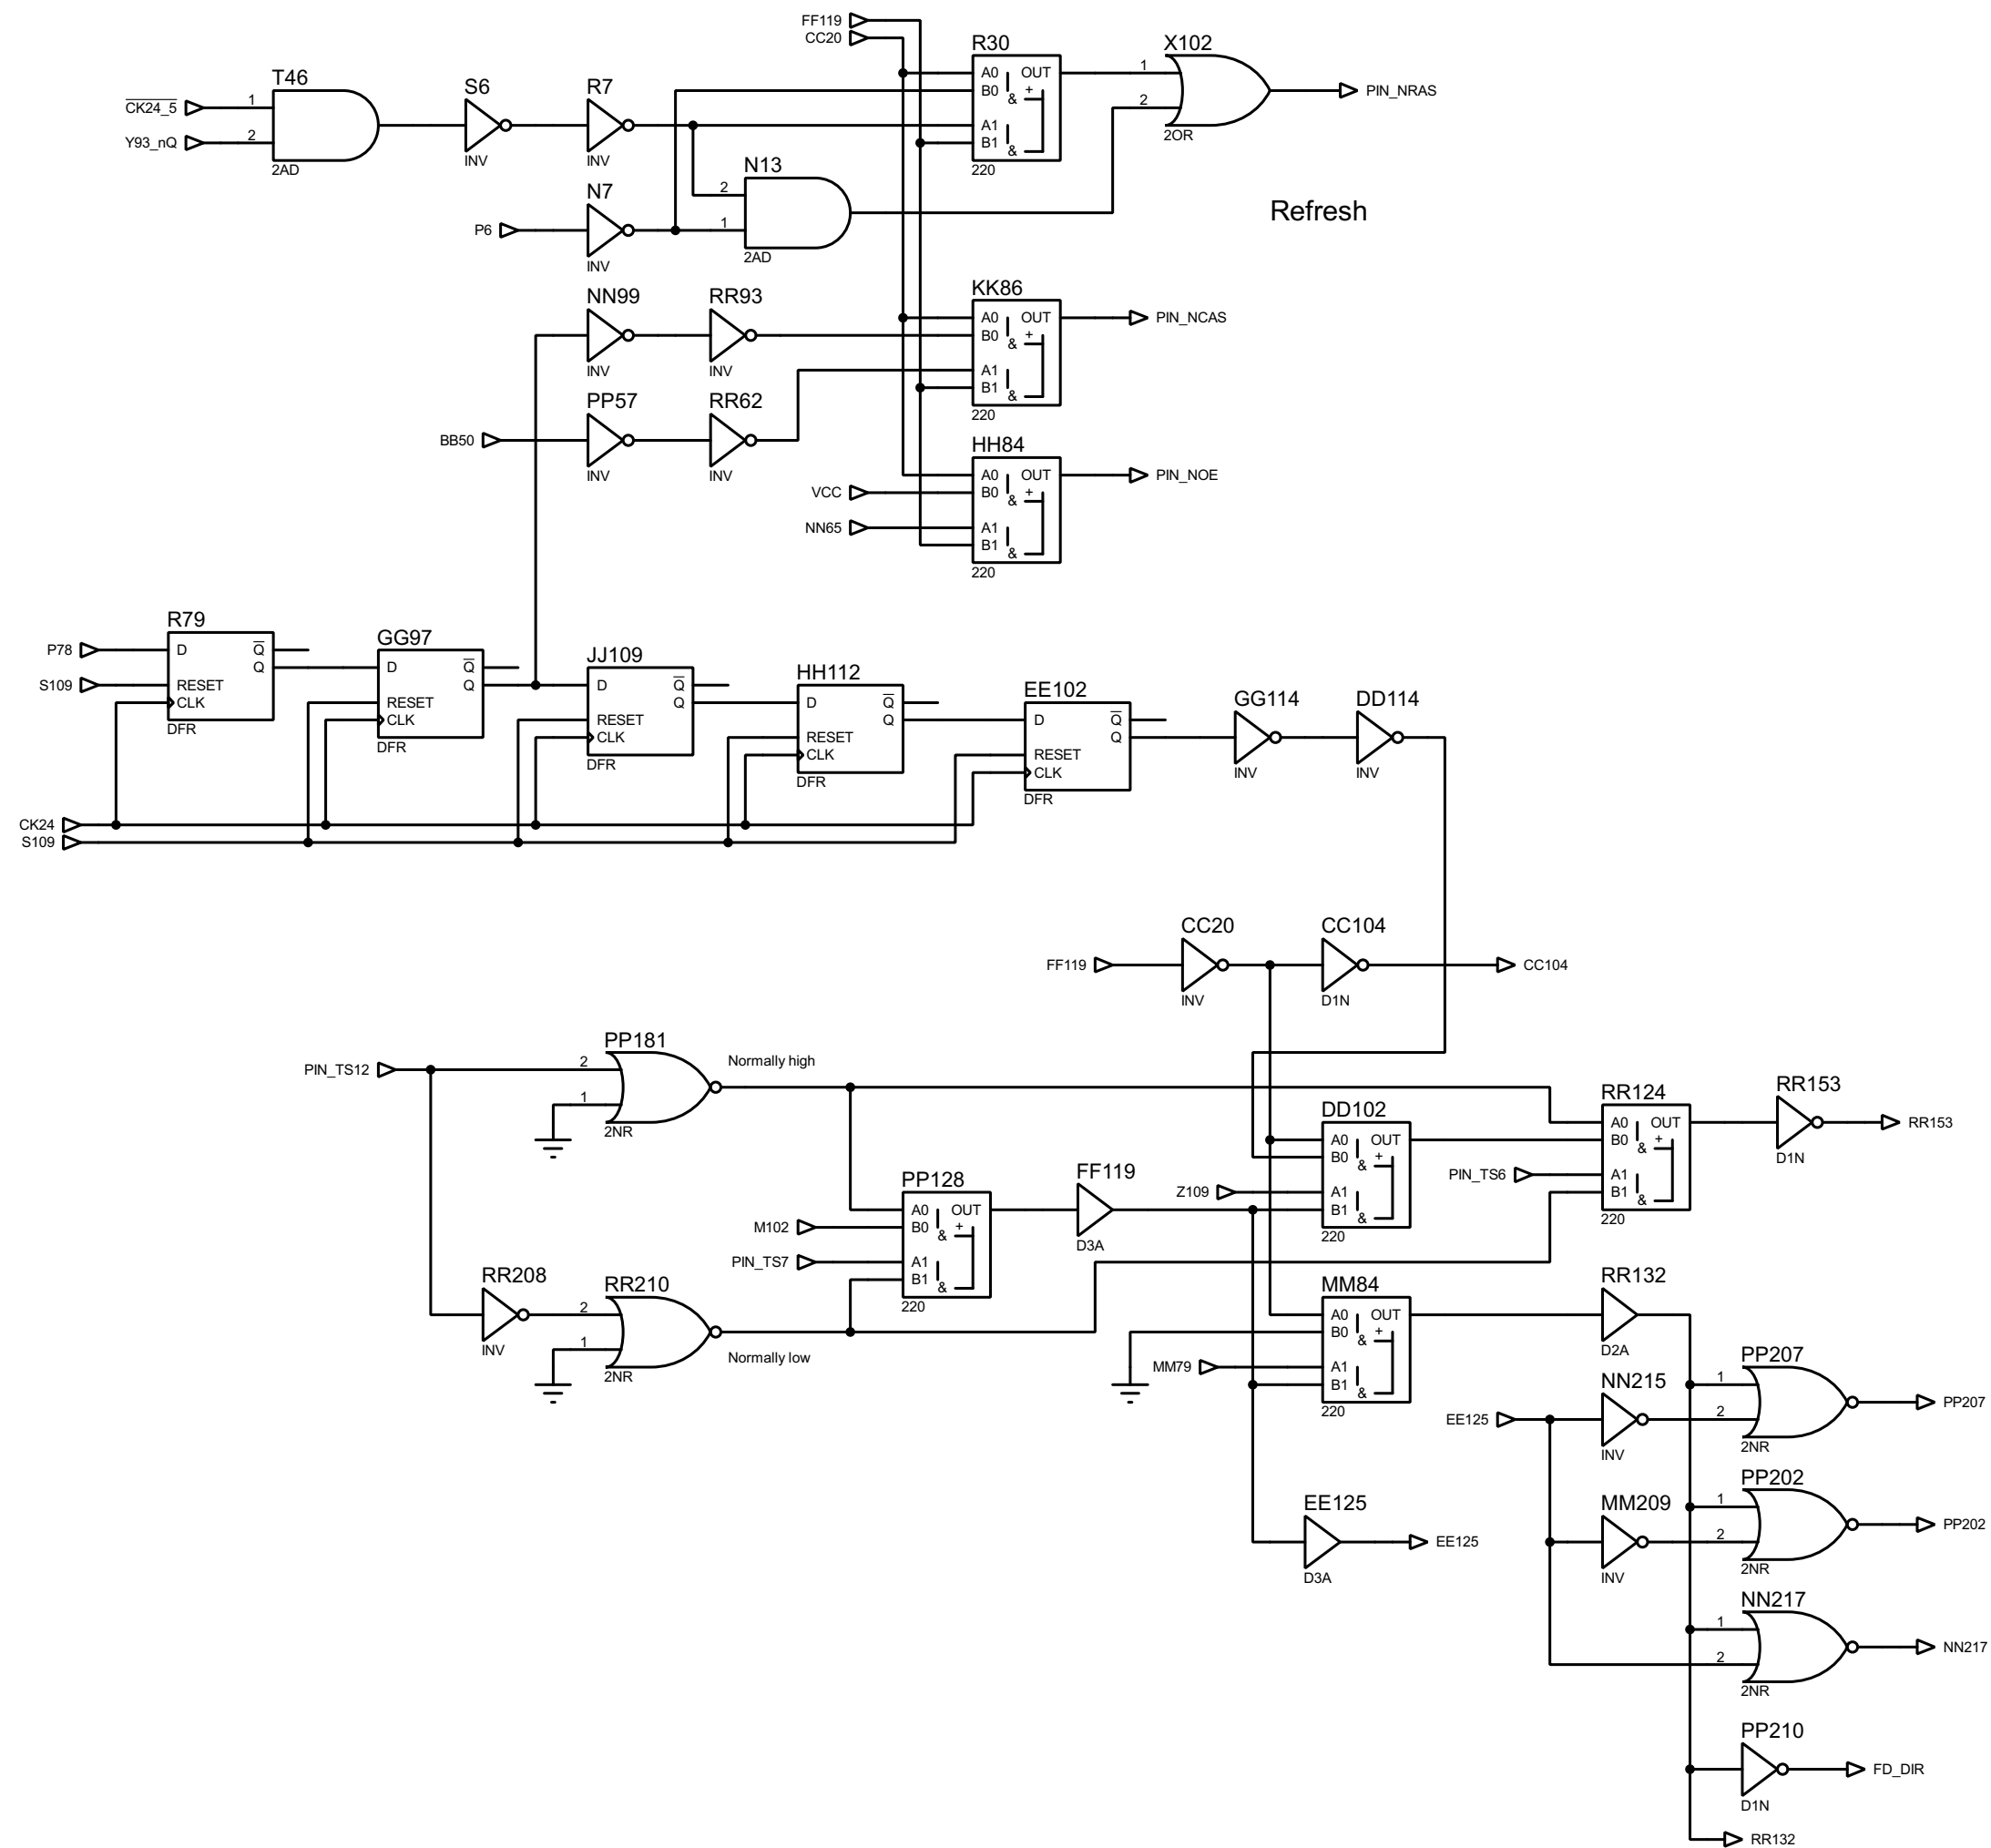 FF119
CC20
R30
A0 OUT
B0 +
&
A1
B1
&
220
X102
1
2
2OR
PIN_NRAS
T46
CK24_5
1
Y93_nQ
2
2AD
S6
INV
R7
INV
N13
2
1
2AD
Refresh
N7
P6
INV
NN99
INV
RR93
INV
KK86
A0 OUT
B0 +
&
A1
B1
&
220
PIN_NCAS
PP57
BB50
INV
RR62
INV
HH84
A0 OUT
B0 +
&
A1
B1
&
220
VCC
NN65
PIN_NOE
R79
P78
S109
D Q
Q
RESET
CLK
DFR
GG97
D Q
Q
RESET
CLK
DFR
JJ109
D Q
Q
RESET
CLK
DFR
HH112
D Q
Q
RESET
CLK
DFR
EE102
D Q
Q
RESET
CLK
DFR
GG114
INV
DD114
INV
CK24
S109
CC20
FF119
INV
CC104
D1N
CC104
PP181
PIN_TS12
2
1
2NR
Normally high
DD102
A0 OUT
B0 +
&
A1
B1
&
220
Z109
RR124
A0 OUT
B0 +
&
A1
B1
&
220
PIN_TS6
RR153
D1N
RR153
PP128
A0 OUT
B0 +
&
A1
B1
&
220
M102
PIN_TS7
FF119
D3A
RR208
INV
RR210
2
1
2NR
Normally low
MM84
A0 OUT
B0 +
&
A1
B1
&
220
MM79
RR132
D2A
PP207
1
2
2NR
PP207
NN215
EE125
INV
PP202
1
2
2NR
PP202
MM209
INV
EE125
D3A
EE125
NN217
1
2
2NR
NN217
PP210
D1N
FD_DIR
RR132